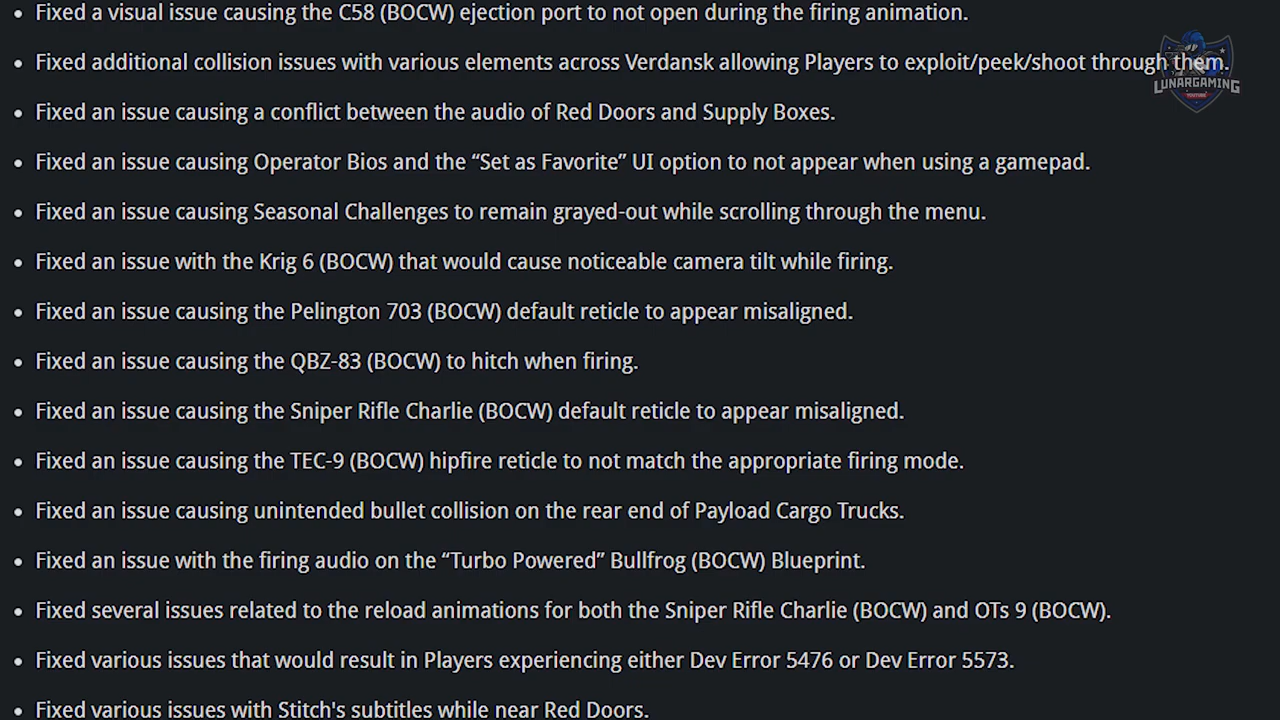 • Fixed a visual issue causing the C58 (BOCW) ejection port to not open during the firing animation.
• Fixed additional collision issues with various elements across Verdansk allowing Players to exploit/peek/shoot through them.
LUNARGAMING
YOUTUBE
• Fixed an issue causing a conflict between the audio of Red Doors and Supply Boxes.
• Fixed an issue causing Operator Bios and the “Set as Favorite” UI option to not appear when using a gamepad.
• Fixed an issue causing Seasonal Challenges to remain grayed-out while scrolling through the menu.
• Fixed an issue with the Krig 6 (BOCW) that would cause noticeable camera tilt while firing.
• Fixed an issue causing the Pelington 703 (BOCW) default reticle to appear misaligned.
• Fixed an issue causing the QBZ-83 (BOCW) to hitch when firing.
• Fixed an issue causing the Sniper Rifle Charlie (BOCW) default reticle to appear misaligned.
• Fixed an issue causing the TEC-9 (BOCW) hipfire reticle to not match the appropriate firing mode.
• Fixed an issue causing unintended bullet collision on the rear end of Payload Cargo Trucks.
• Fixed an issue with the firing audio on the “Turbo Powered” Bullfrog (BOCW) Blueprint.
• Fixed several issues related to the reload animations for both the Sniper Rifle Charlie (BOCW) and OTs 9 (BOCW).
• Fixed various issues that would result in Players experiencing either Dev Error 5476 or Dev Error 5573.
• Fixed various issues with Stitch's subtitles while near Red Doors.